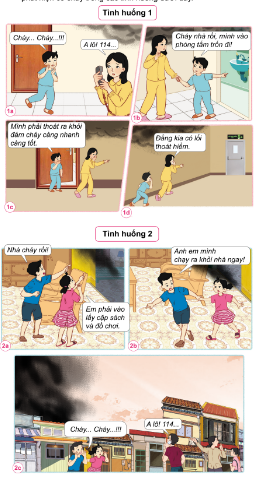 Tình huống 1
Cháy... Cháy...!!!
A lô! 114...
1a
Cháy nhà rồi, mình vào
phòng tắm trốn đi!
1b
Mình phải thoát ra khỏi
đám cháy càng nhanh
càng tốt.
1c
Đằng kia có lối
thoát hiểm.
1d
Tình huống 2
Nhà cháy rồi!
Em phải vào
lấy cặp sách
và đồ chơi.
2a
Anh em mình
chạy ra khỏi nhà ngay!
2b
Cháy... Cháy...!!!
A lô! 114...
2c